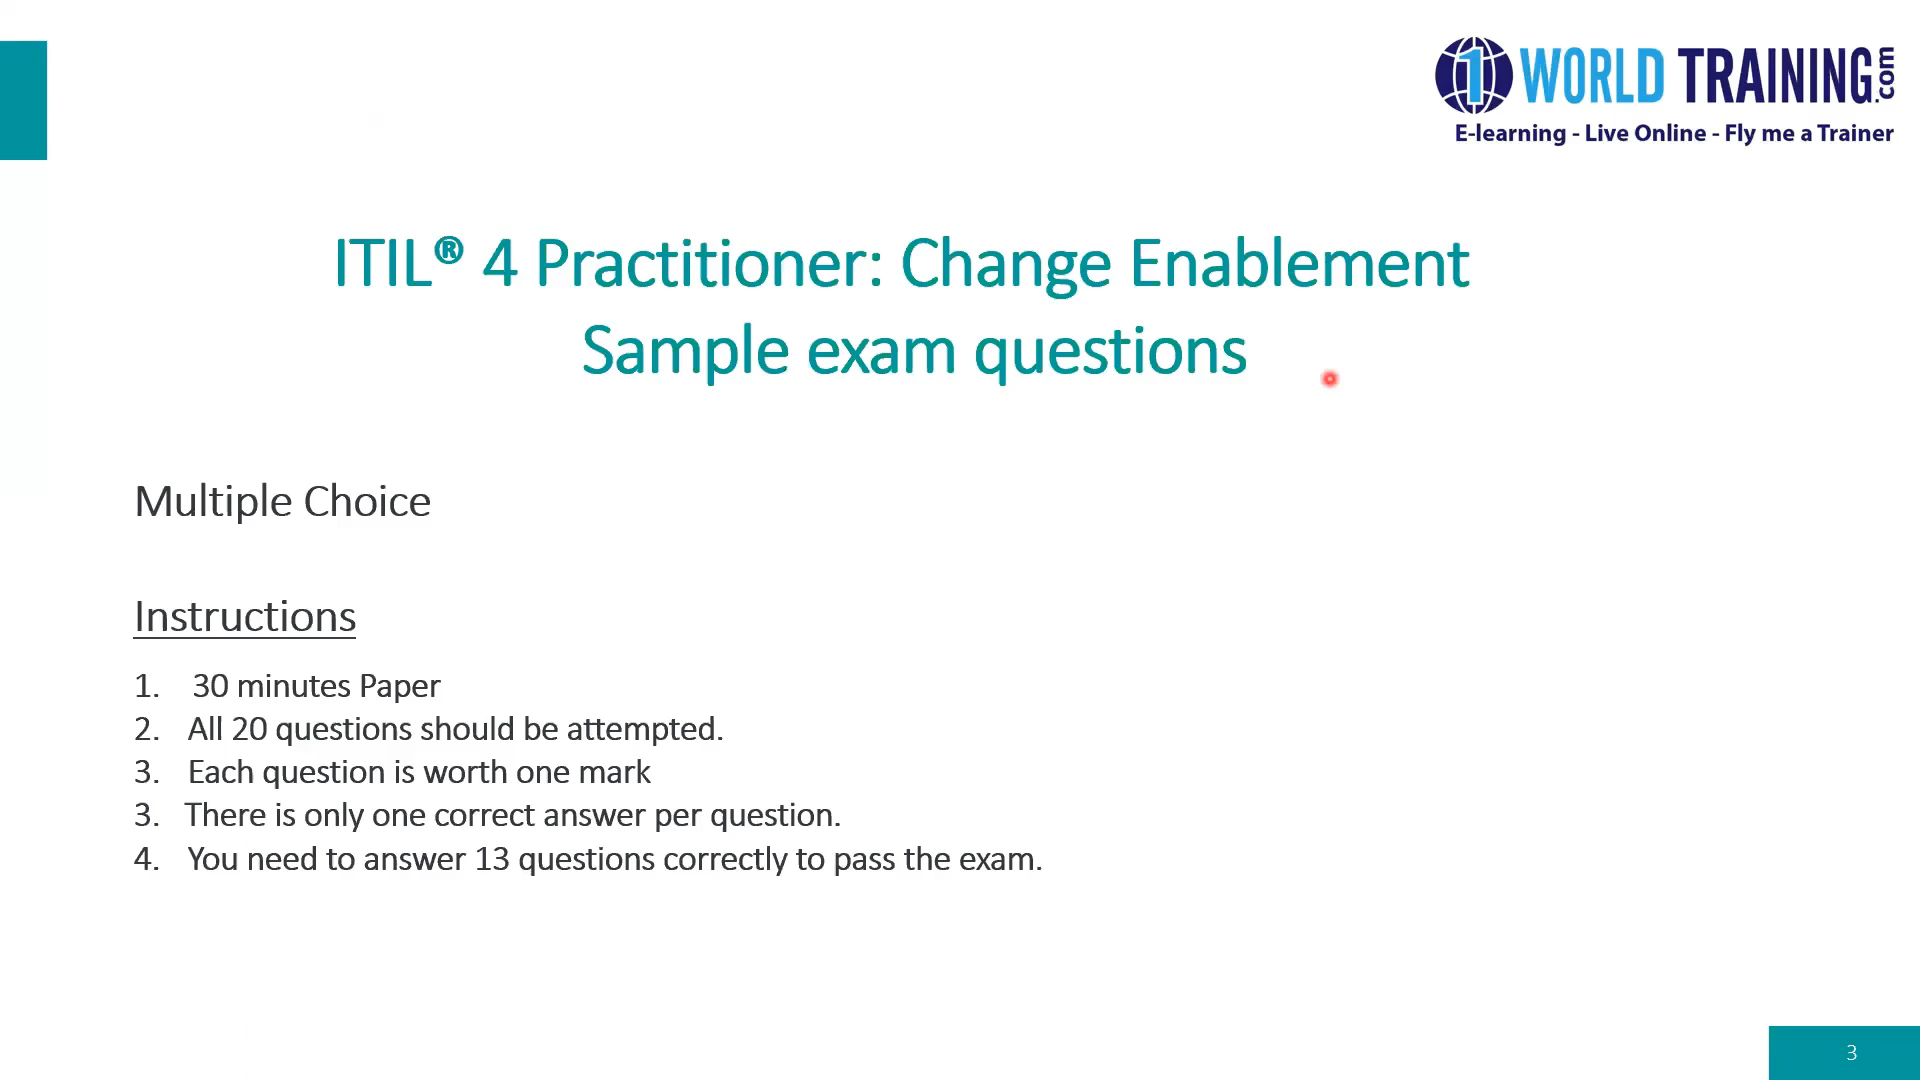 1 WORLD TRAINING.com
E-learning - Live Online - Fly me a Trainer
ITIL® 4 Practitioner: Change Enablement
Sample exam questions
Multiple Choice
Instructions
1. 30 minutes Paper
2. All 20 questions should be attempted.
3. Each question is worth one mark
3. There is only one correct answer per question.
4. You need to answer 13 questions correctly to pass the exam.
3